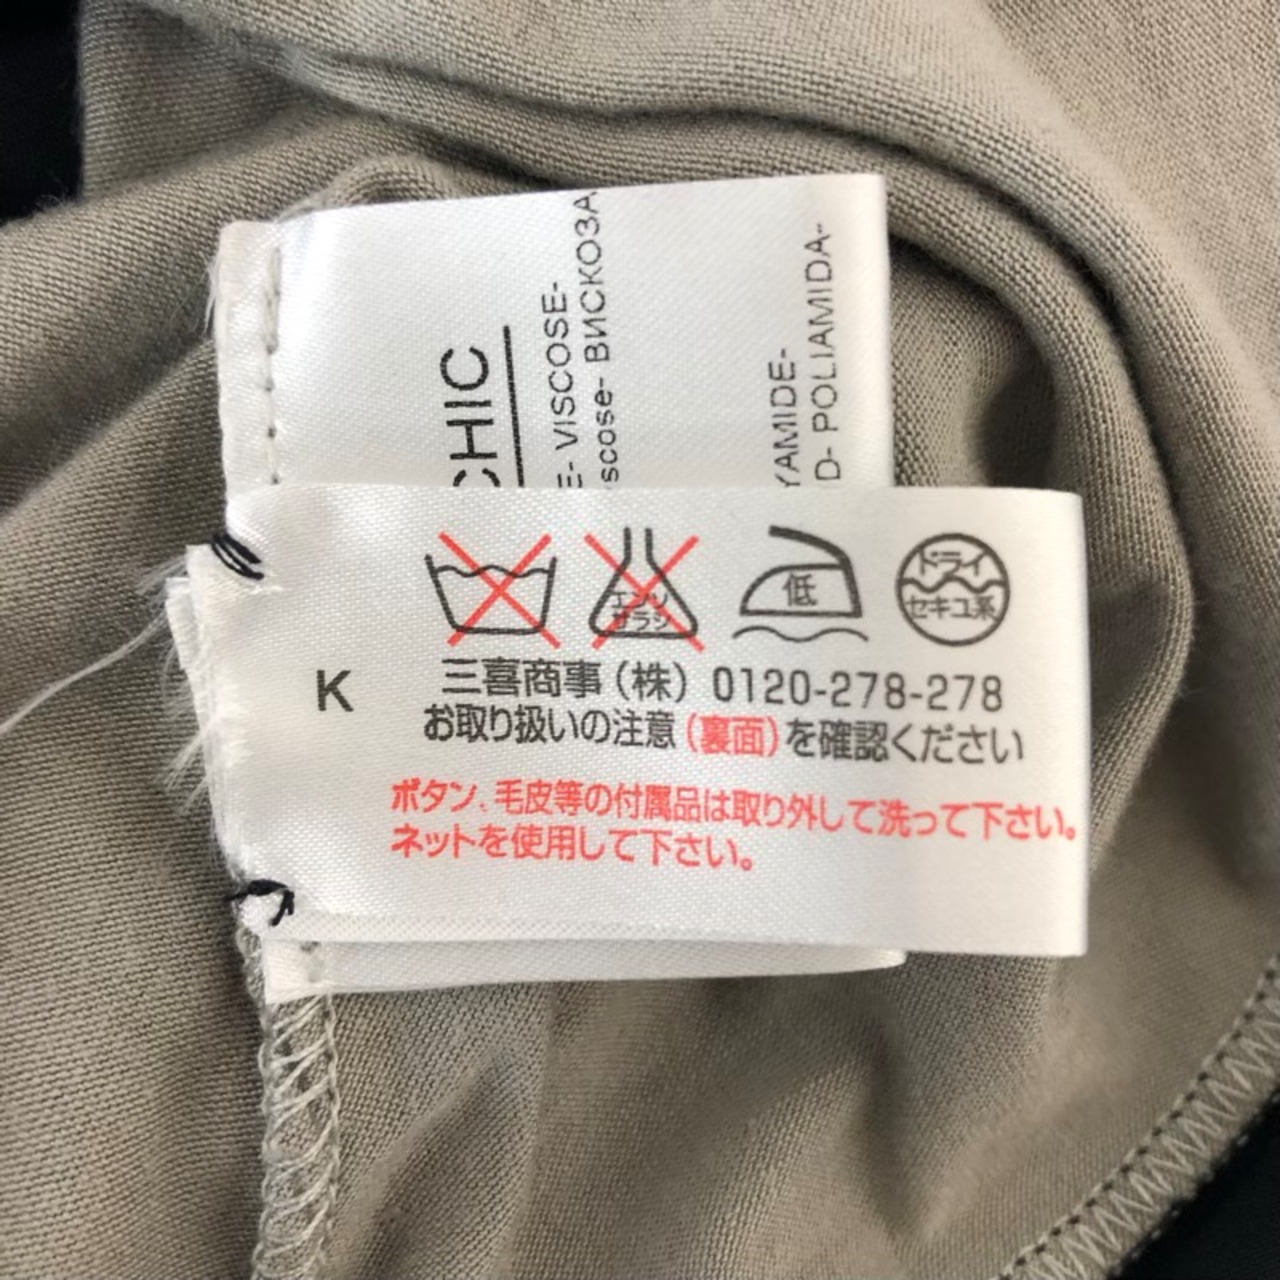 CHIC
E- VISCOSE-
scose- ВИСКОЗА
YAMIDE-
D- POLIAMIDA-
エンソ
サラシ
低
ドライ
セキユ系
K
三喜商事（株）0120-278-278
お取り扱いの注意（裏面）を確認ください
ボタン、毛皮等の付属品は取り外して洗って下さい。
ネットを使用して下さい。